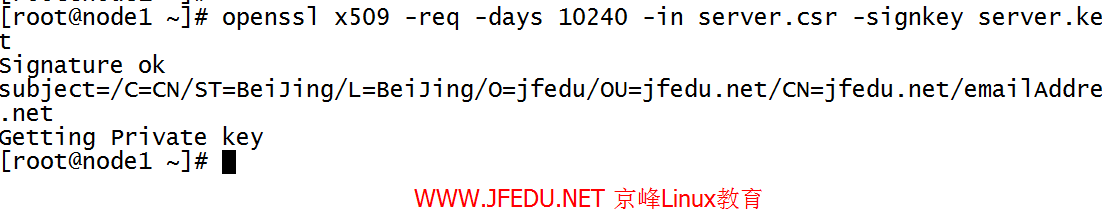 [root@node1 ~]# openssl x509 -req -days 10240 -in server.csr -signkey server.ke
t
Signature ok
subject=/C=CN/ST=BeiJing/L=BeiJing/O=jfedu/OU=jfedu.net/CN=jfedu.net/emailAddre
.net
Getting Private key
[root@node1 ~]#
WWW.JFEDU.NET 京峰Linux教育